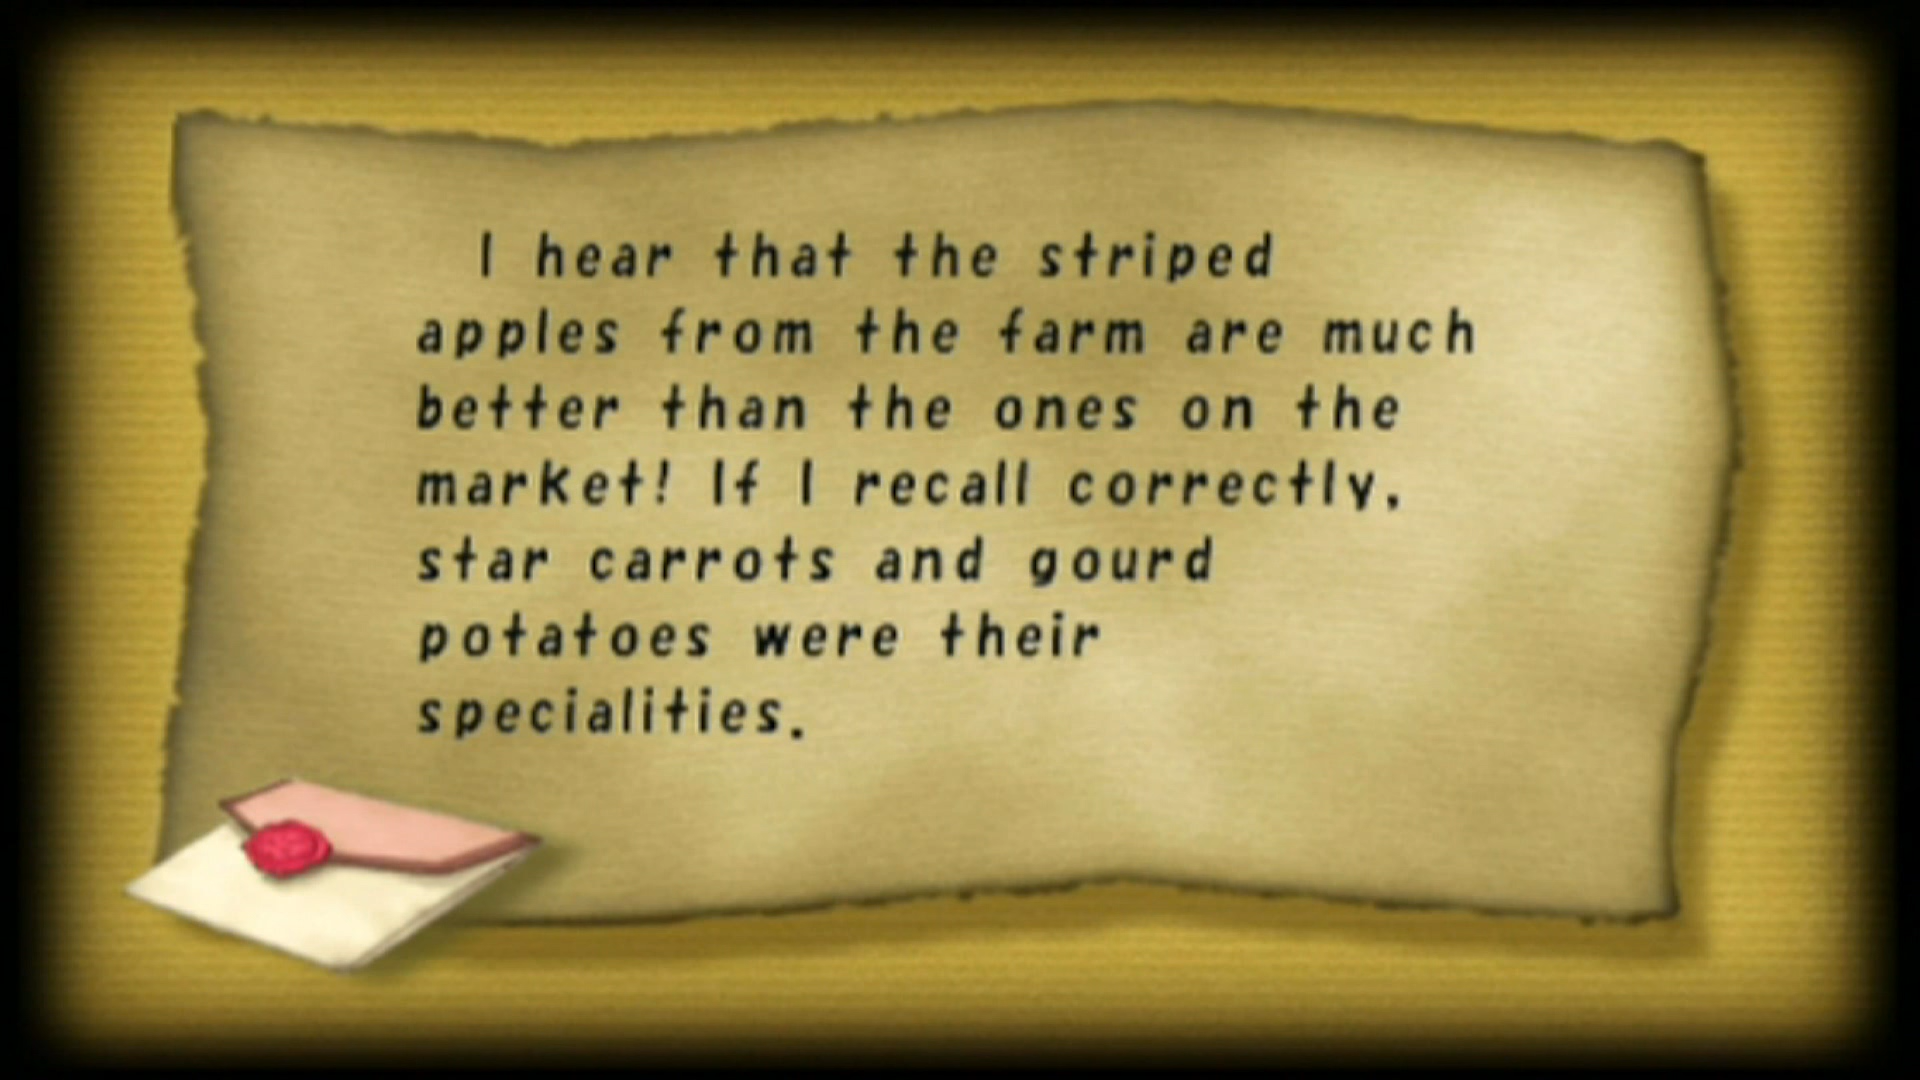 I hear that the striped
apples from the farm are much
better than the ones on the
market! If I recall correctly,
star carrots and gourd
potatoes were their
specialities.